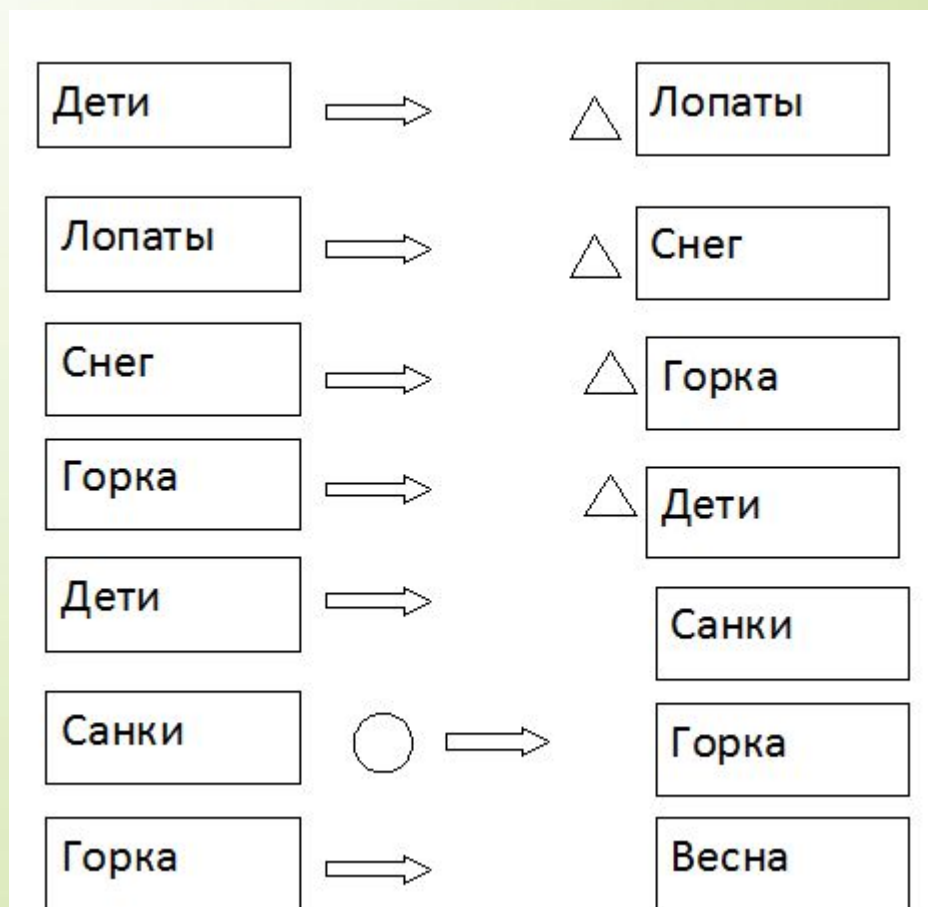 Дети Лопаты
Лопаты Снег
Снег Горка
Горка Дети
Дети Санки
Санки Горка
Горка Весна